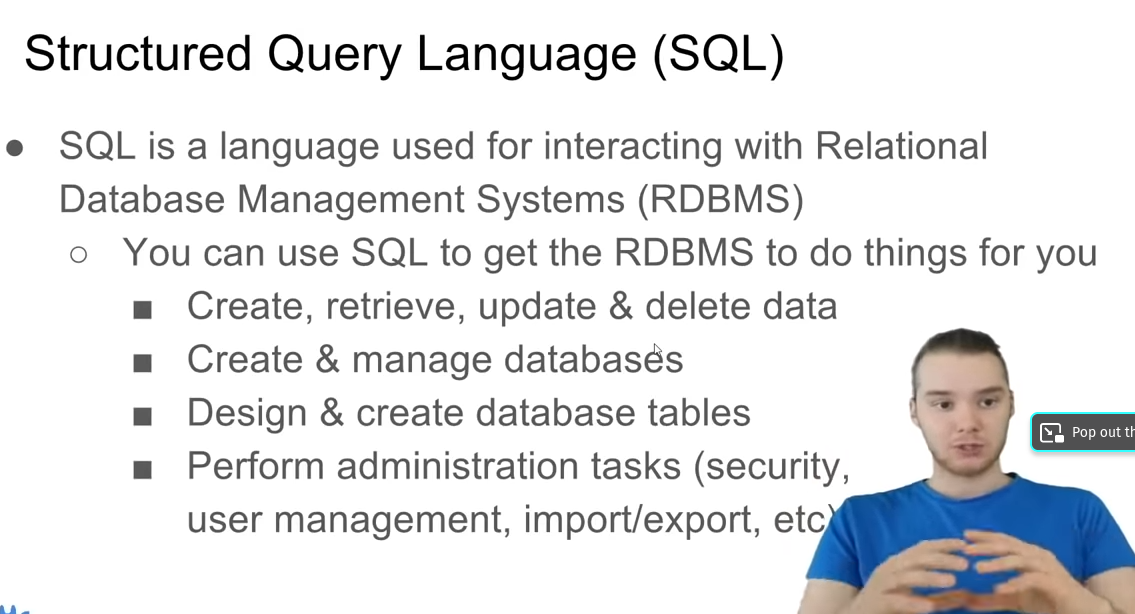 Structured Query Language (SQL)
● SQL is a language used for interacting with Relational
Database Management Systems (RDBMS)
○ You can use SQL to get the RDBMS to do things for you
■ Create, retrieve, update & delete data
■ Create & manage databases
■ Design & create database tables
■ Perform administration tasks (security,
user management, import/export, etc)
Pop out th